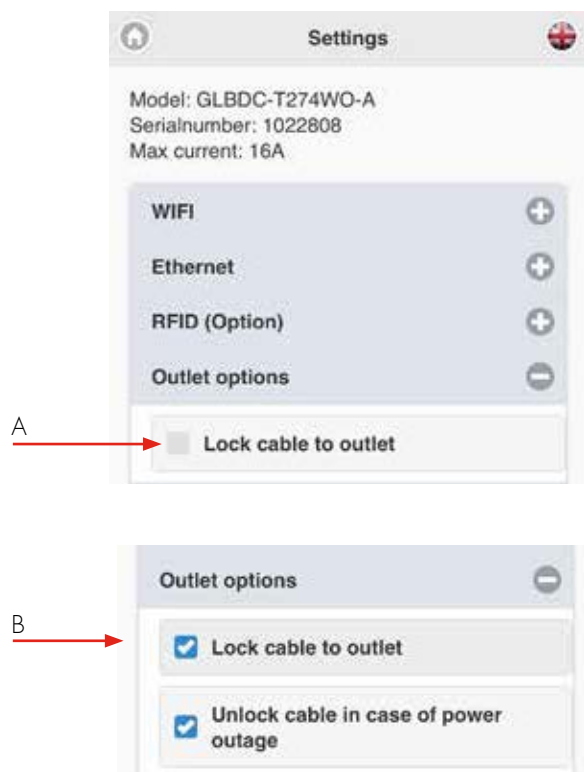 Settings
Model: GLBDC-T274WO-A
Serialnumber: 1022808
Max current: 16A
WIFI
Ethernet
RFID (Option)
Outlet options
A
Lock cable to outlet
Outlet options
B
Lock cable to outlet
Unlock cable in case of power
outage